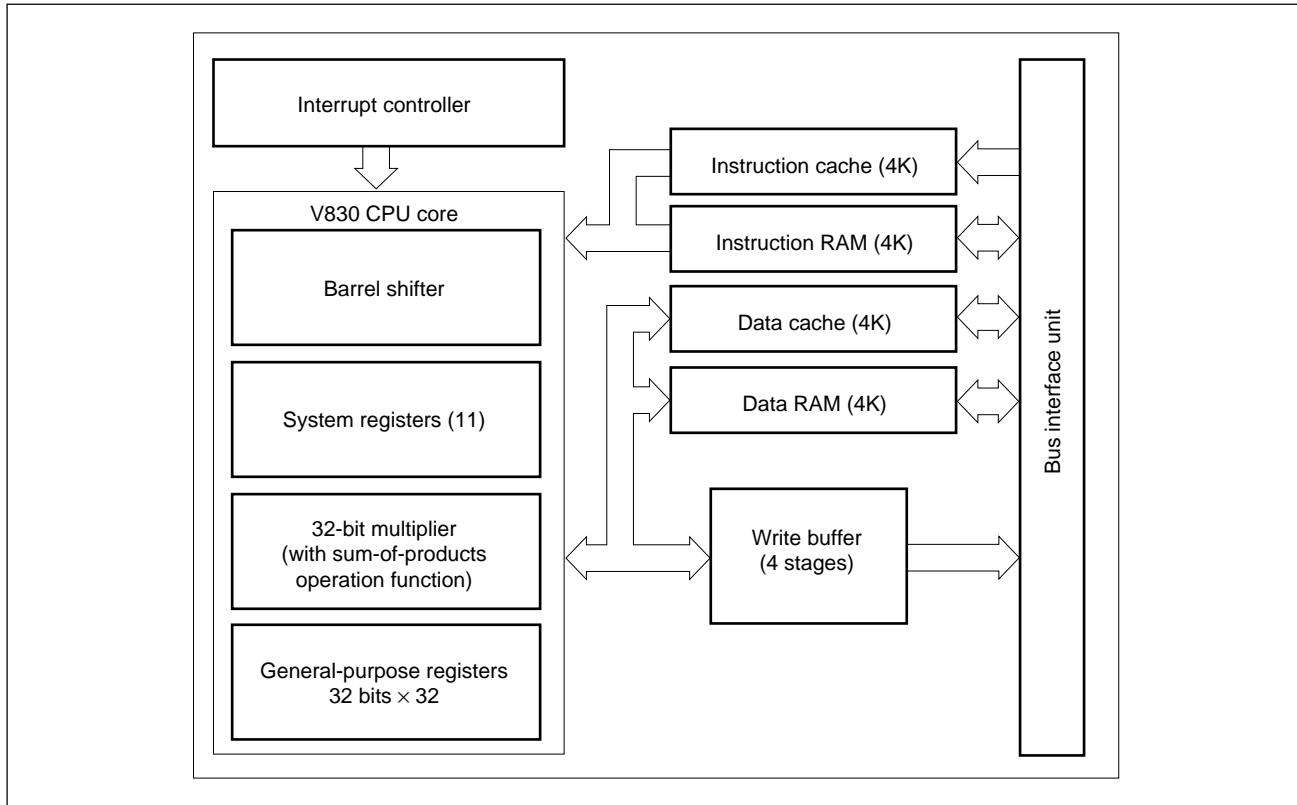 Interrupt controller
V830 CPU core
Barrel shifter
System registers (11)
32-bit multiplier
(with sum-of-products
operation function)
General-purpose registers
32 bits × 32
Instruction cache (4K)
Instruction RAM (4K)
Data cache (4K)
Data RAM (4K)
Write buffer
(4 stages)
Bus interface unit